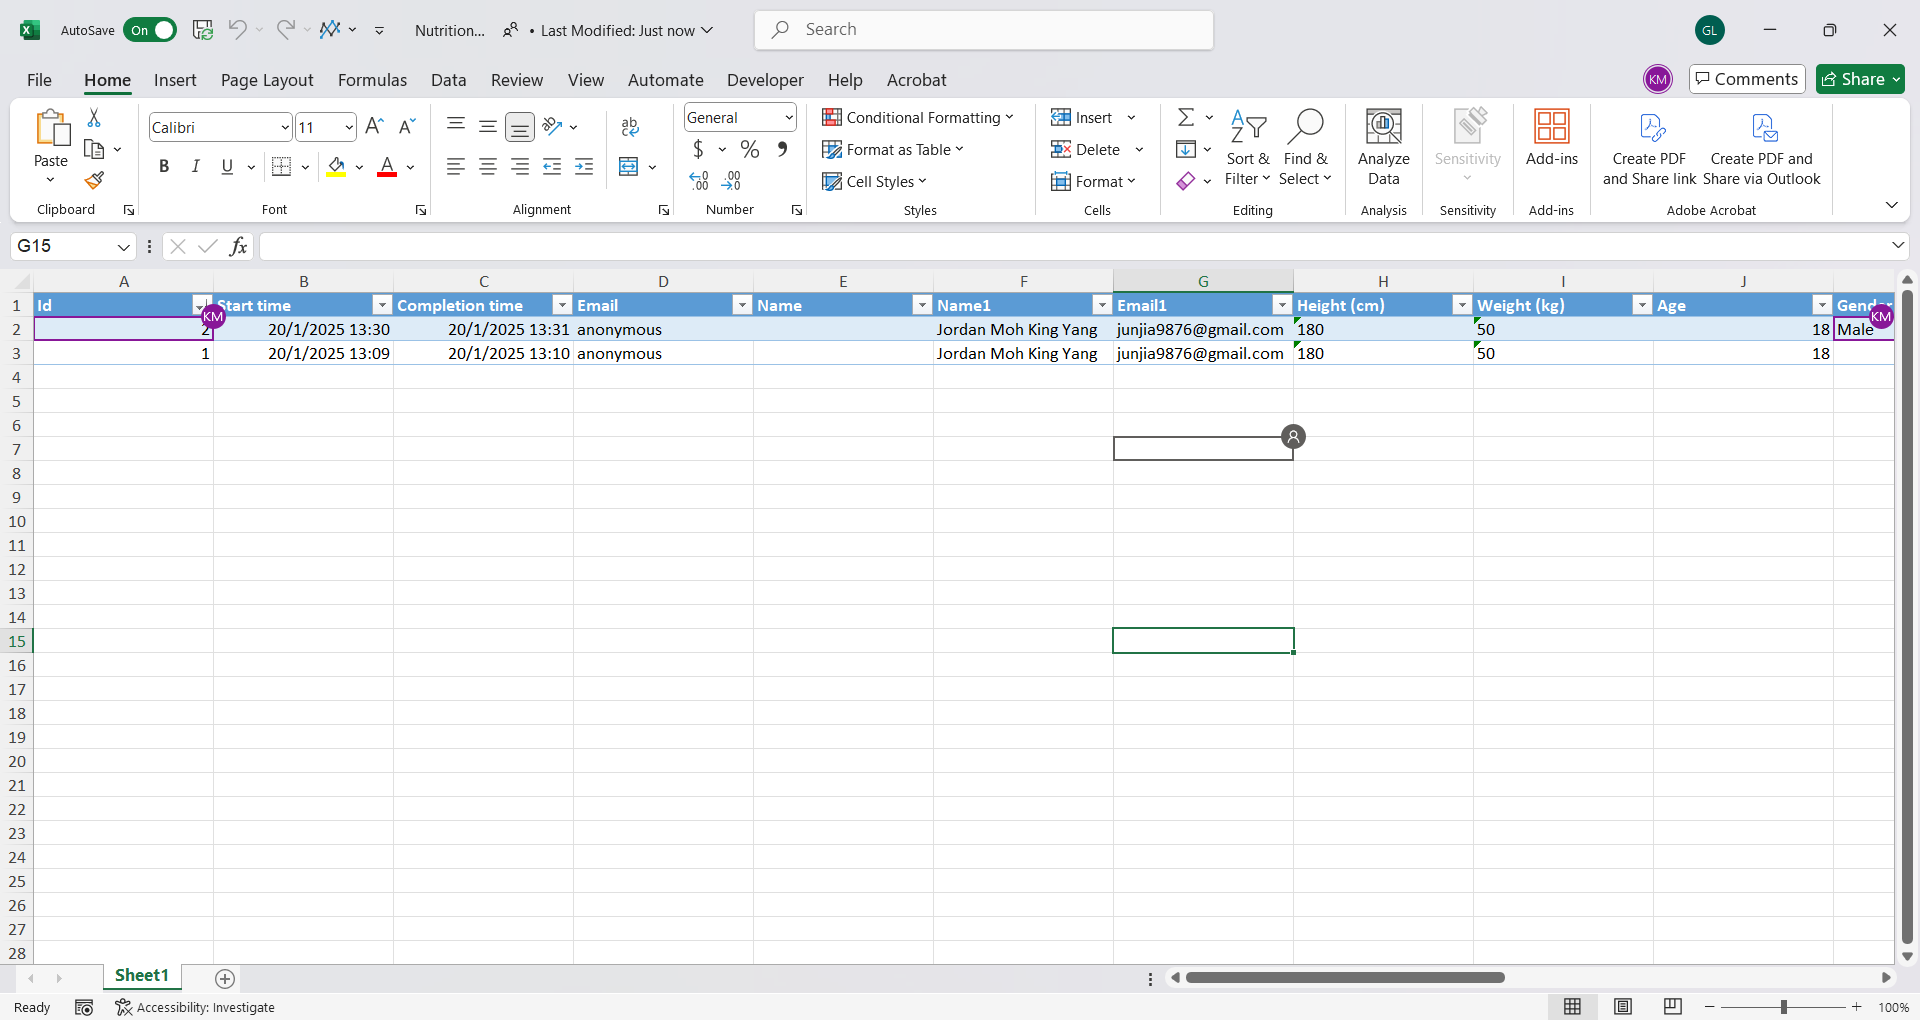 AutoSave On Nutrition... • Last Modified: Just now Search GL
File Home Insert Page Layout Formulas Data Review View Automate Developer Help Acrobat KM Comments Share
Paste Calibri 11 General Conditional Formatting Format as Table Cell Styles Insert Delete Format Sort & Filter Find & Select Analyze Data Sensitivity Add-ins Create PDF and Share link Create PDF and Share via Outlook
Clipboard Font Alignment Number Styles Cells Editing Analysis Sensitivity Add-ins Adobe Acrobat
G15 fx
A B C D E F G H I J
1 Id Start time Completion time Email Name Name1 Email1 Height (cm) Weight (kg) Age Gender
KM KM
2 2 20/1/2025 13:30 20/1/2025 13:31 anonymous Jordan Moh King Yang junjia9876@gmail.com 180 50 18 Male
3 1 20/1/2025 13:09 20/1/2025 13:10 anonymous Jordan Moh King Yang junjia9876@gmail.com 180 50 18
4
5
6
7
8
9
10
11
12
13
14
15
16
17
18
19
20
21
22
23
24
25
26
27
28
Sheet1
Ready Accessibility: Investigate 100%